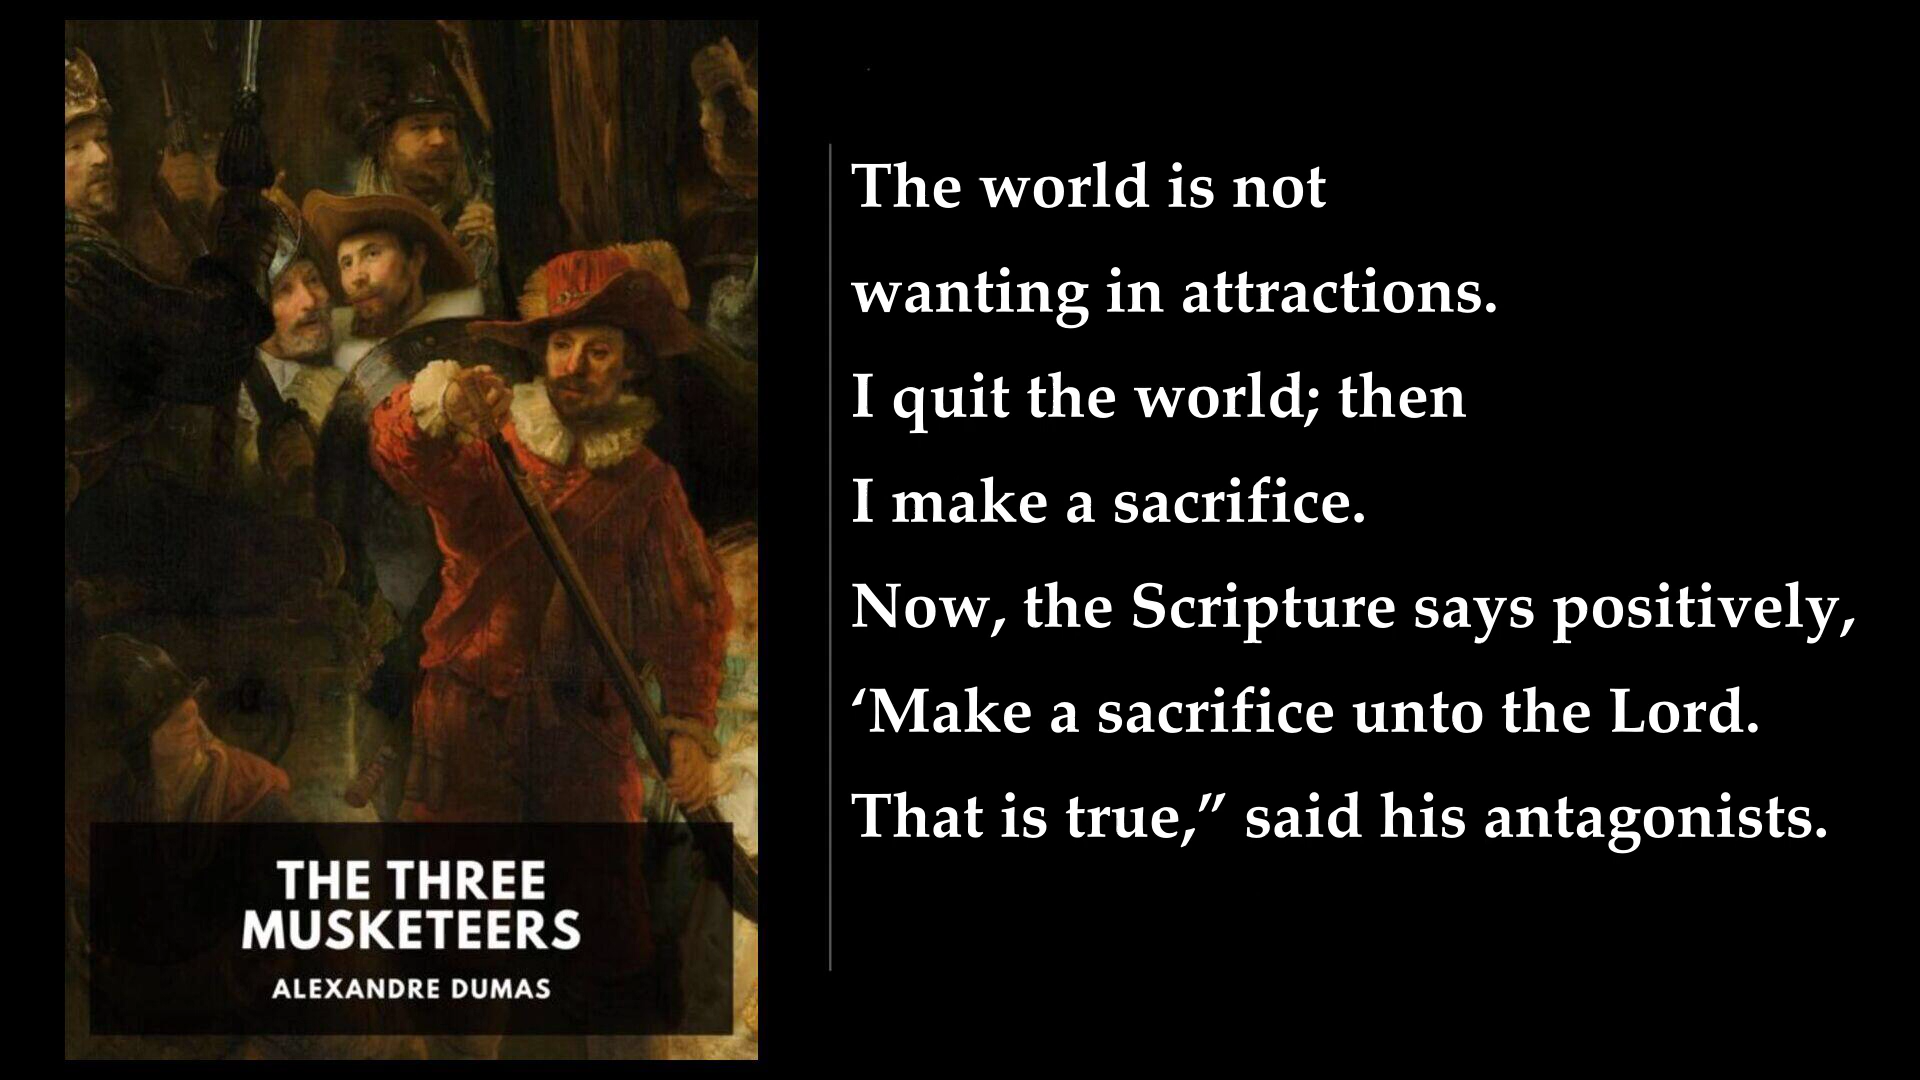 THE THREE
MUSKETEERS
ALEXANDRE DUMAS
The world is not
wanting in attractions.
I quit the world; then
I make a sacrifice.
Now, the Scripture says positively,
‘Make a sacrifice unto the Lord.
That is true,” said his antagonists.